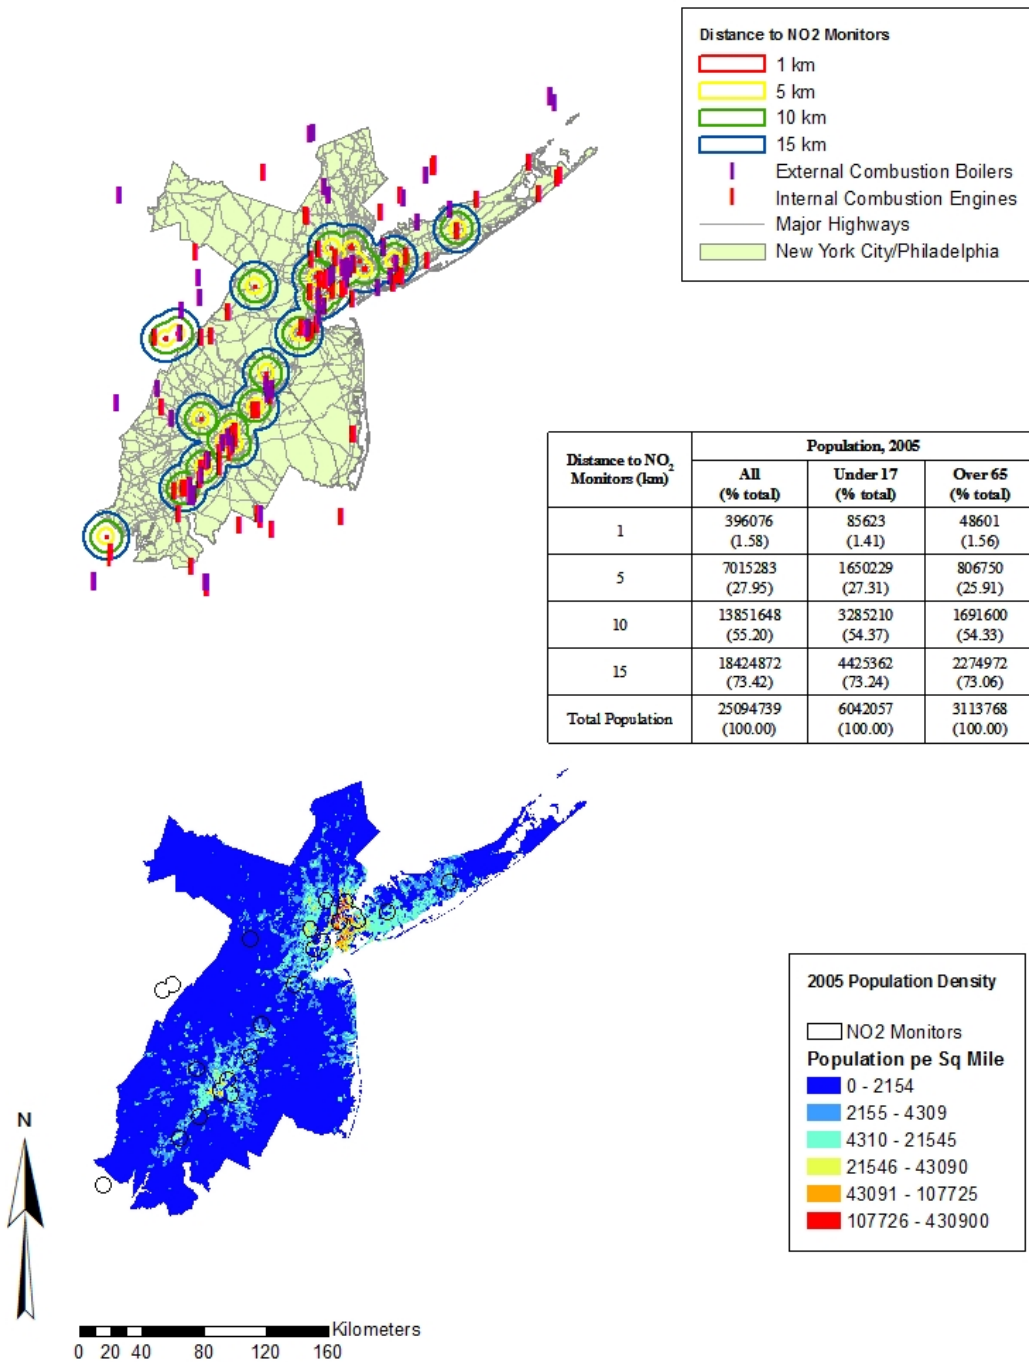 Distance to NO2 Monitors
1 km
5 km
10 km
15 km
External Combustion Boilers
Internal Combustion Engines
Major Highways
New York City/Philadelphia
Distance to NO2 Monitors (km)
Population, 2005
All (% total)
Under 17 (% total)
Over 65 (% total)
1
396076 (1.58)
85623 (1.41)
48601 (1.56)
5
7015283 (27.95)
1650229 (27.31)
806750 (25.91)
10
13851648 (55.20)
3285210 (54.37)
1691600 (54.33)
15
18424872 (73.42)
4425362 (73.24)
2274972 (73.06)
Total Population
25094739 (100.00)
6042057 (100.00)
3113768 (100.00)
2005 Population Density
NO2 Monitors
Population pe Sq Mile
0 - 2154
2155 - 4309
4310 - 21545
21546 - 43090
43091 - 107725
107726 - 430900
N
Kilometers
0 20 40 80 120 160